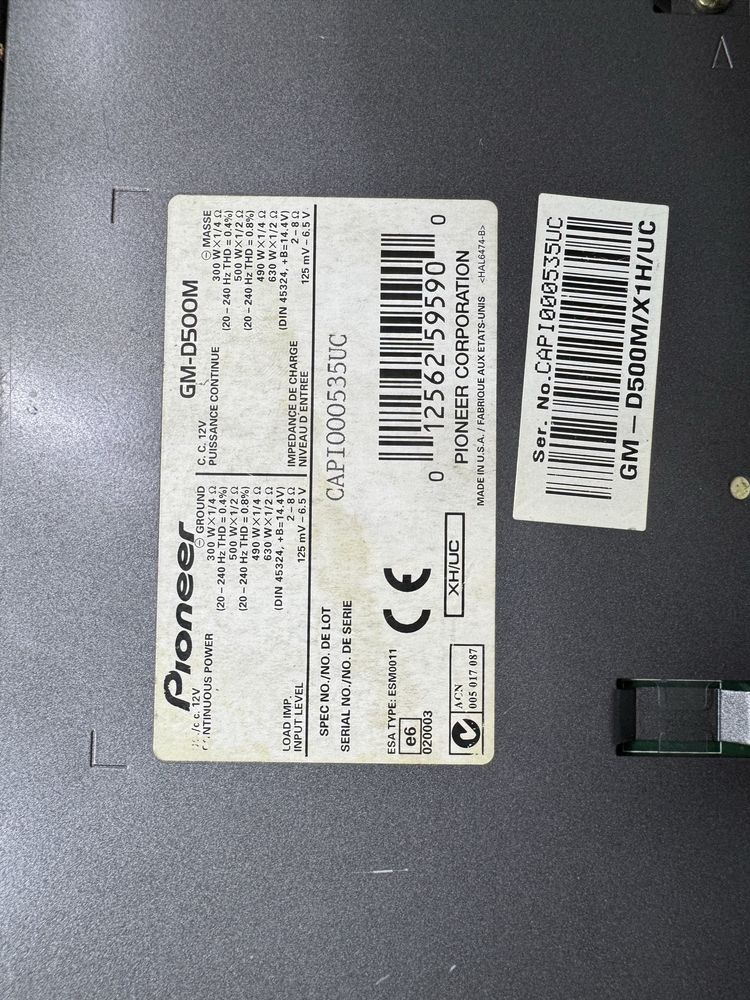 Pioneer GM-D500M
12V ⊖ GROUND
CONTINUOUS POWER 300 W×1/4 Ω
(20 – 240 Hz THD = 0.4%)
500 W×1/2 Ω
(20 – 240 Hz THD = 0.8%)
490 W×1/4 Ω
630 W×1/2 Ω
(DIN 45324, +B=14.4V)
LOAD IMP. 2 – 8 Ω
INPUT LEVEL 125 mV – 6.5 V
C. C. 12V ⊖ MASSE
PUISSANCE CONTINUE 300 W×1/4 Ω
(20 – 240 Hz THD = 0.4%)
500 W×1/2 Ω
(20 – 240 Hz THD = 0.8%)
490 W×1/4 Ω
630 W×1/2 Ω
(DIN 45324, +B=14.4V)
IMPEDANCE DE CHARGE 2 – 8 Ω
NIVEAU D'ENTREE 125 mV – 6.5 V
SPEC NO./NO. DE LOT
SERIAL NO./NO. DE SERIE
CAPI000535UC
ESA TYPE: ESM0011
e6
020003
CE
0 12562 59590 0
ACN
005 017 087
XH/UC
PIONEER CORPORATION
MADE IN U.S.A. / FABRIQUE AUX ETATS-UNIS <HAL6474-B>
Ser. No.CAPI000535UC
GM – D500M/X1H/UC